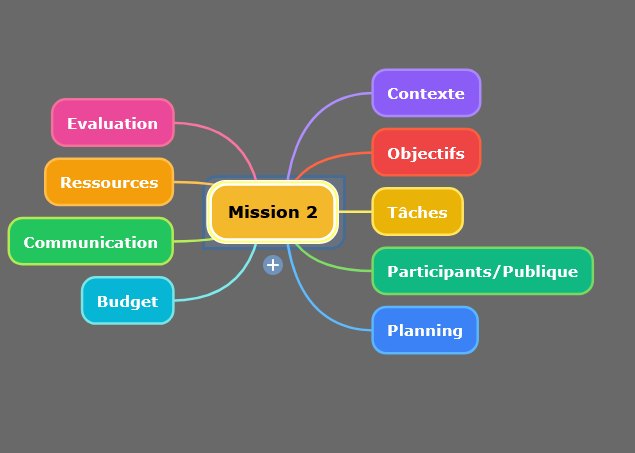 Mission 2
Contexte
Objectifs
Tâches
Participants/Publique
Planning
Evaluation
Ressources
Communication
Budget